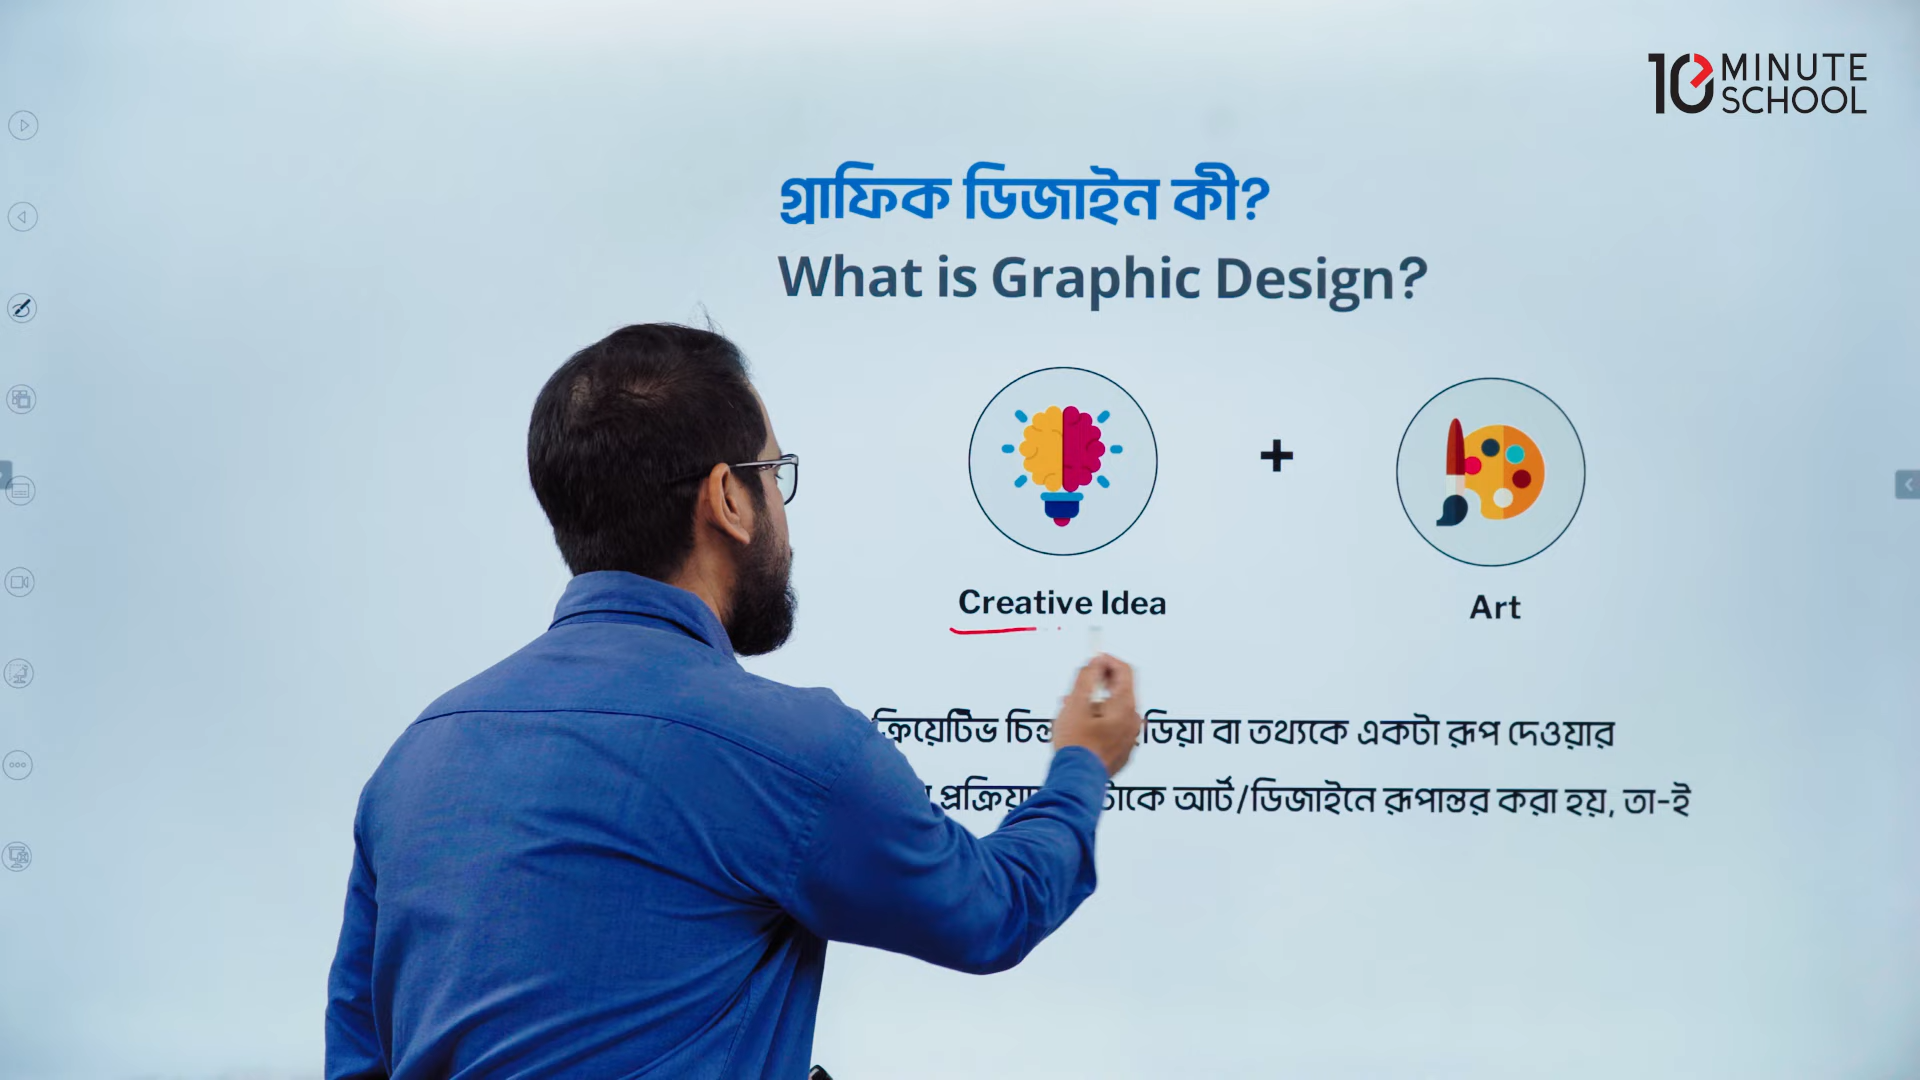 10 MINUTE
SCHOOL
গ্রাফিক ডিজাইন কী?
What is Graphic Design?
+
Creative Idea
Art
ক্রিয়েটিভ বা তথ্যকে একটা রূপ দেওয়ার
আর্ট/ডিজাইনে রূপান্তর করা হয়, তা-ই